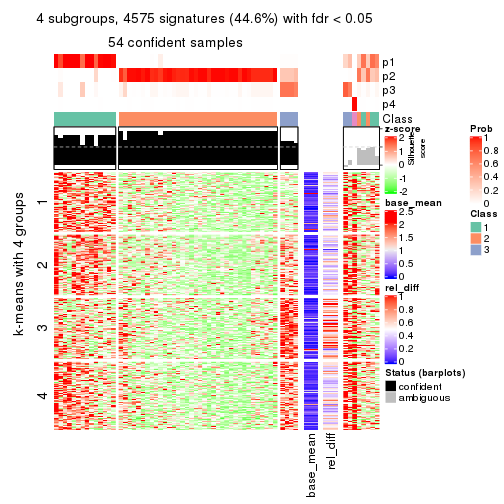 4 subgroups, 4575 signatures (44.6%) with fdr < 0.05
54 confident samples
p1
p2
p3
p4
Class
z-score
2
1
0
-1
-2
Silhouette
score
Prob
1
0.8
0.6
0.4
0.2
0
base_mean
2.5
2
1.5
1
0.5
0
Class
1
2
3
rel_diff
1
0.8
0.6
0.4
0.2
0
Status (barplots)
confident
ambiguous
k-means with 4 groups
1
2
3
4
base_mean
rel_diff